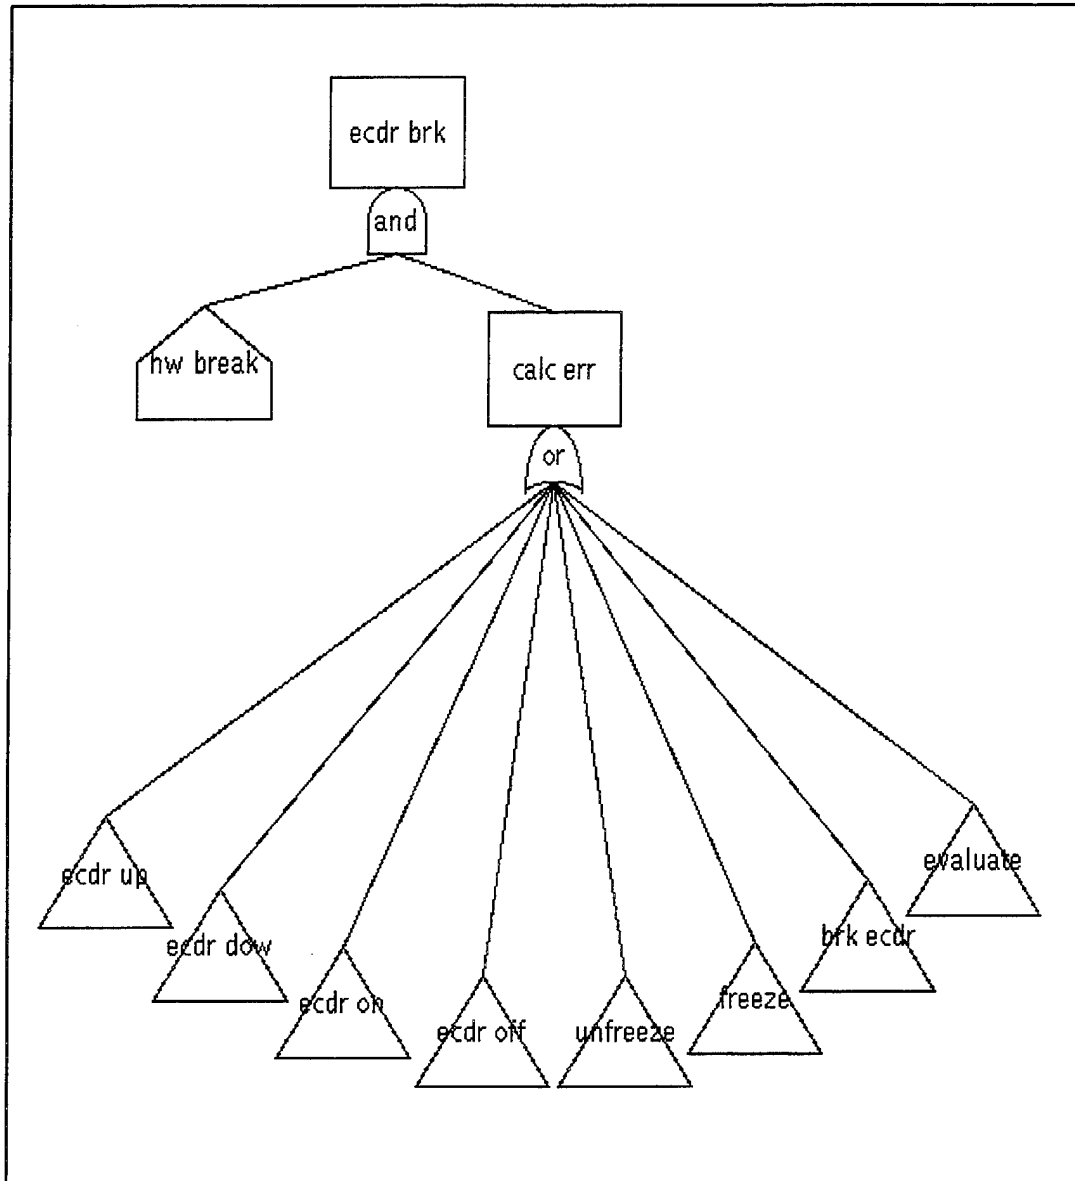 ecdr brk
and
hw break
calc err
or
ecdr up
ecdr dow
ecdr on
ecdr off
unfreeze
freeze
brk ecdr
evaluate